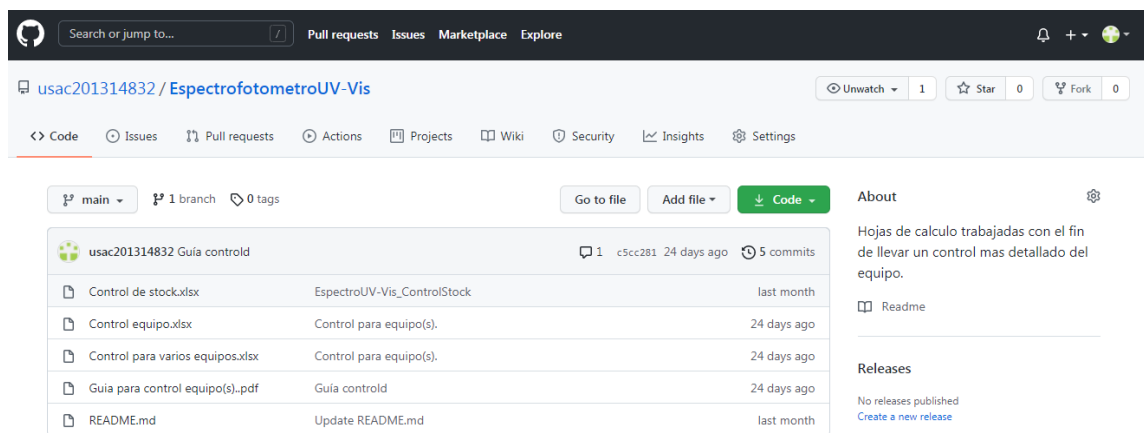 Search or jump to... / Pull requests Issues Marketplace Explore
usac201314832 / EspectrofotometroUV-Vis Unwatch 1 Star 0 Fork 0
<> Code Issues Pull requests Actions Projects Wiki Security Insights Settings
main 1 branch 0 tags Go to file Add file Code
About
Hojas de calculo trabajadas con el fin
de llevar un control mas detallado del
equipo.
Readme
Releases
No releases published
Create a new release
usac201314832 Guía controld 1 c5cc281 24 days ago 5 commits
Control de stock.xlsx EspectroUV-Vis_ControlStock last month
Control equipo.xlsx Control para equipo(s). 24 days ago
Control para varios equipos.xlsx Control para equipo(s). 24 days ago
Guia para control equipo(s)..pdf Guía controld 24 days ago
README.md Update README.md last month